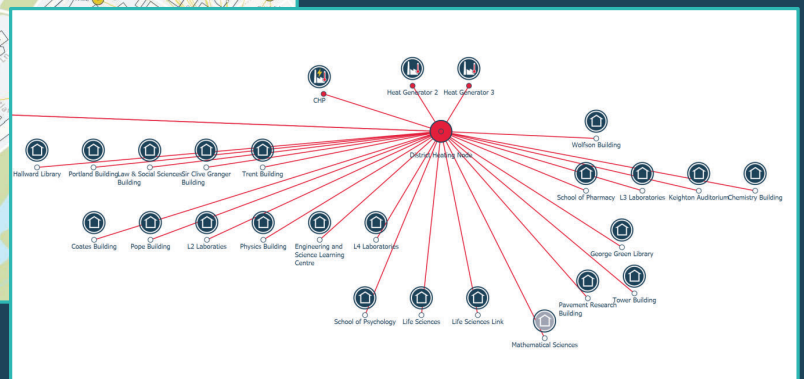 CHP
Heat Generator 2
Heat Generator 3
District Heating Node
Wolfson Building
Hallward Library
Portland Building
Law & Social Sciences
Building
Sir Clive Granger
Building
Trent Building
School of Pharmacy
L3 Laboratories
Keighton Auditorium
Chemistry Building
Coates Building
Pope Building
L2 Laboraties
Physics Building
Engineering and
Science Learning
Centre
L4 Laboratories
George Green Library
School of Psychology
Life Sciences
Life Sciences Link
Pavement Research
Building
Tower Building
Mathematical Sciences